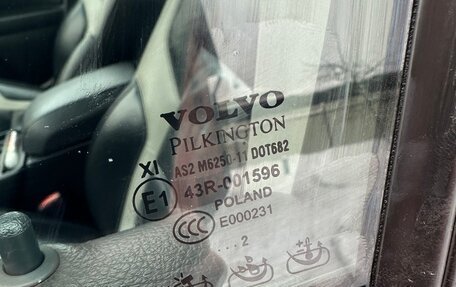 VOLVO
PILKINGTON
XI AS2 M6250-11 DOT682
E1 43R-001596
POLAND
CCC E000231
...2